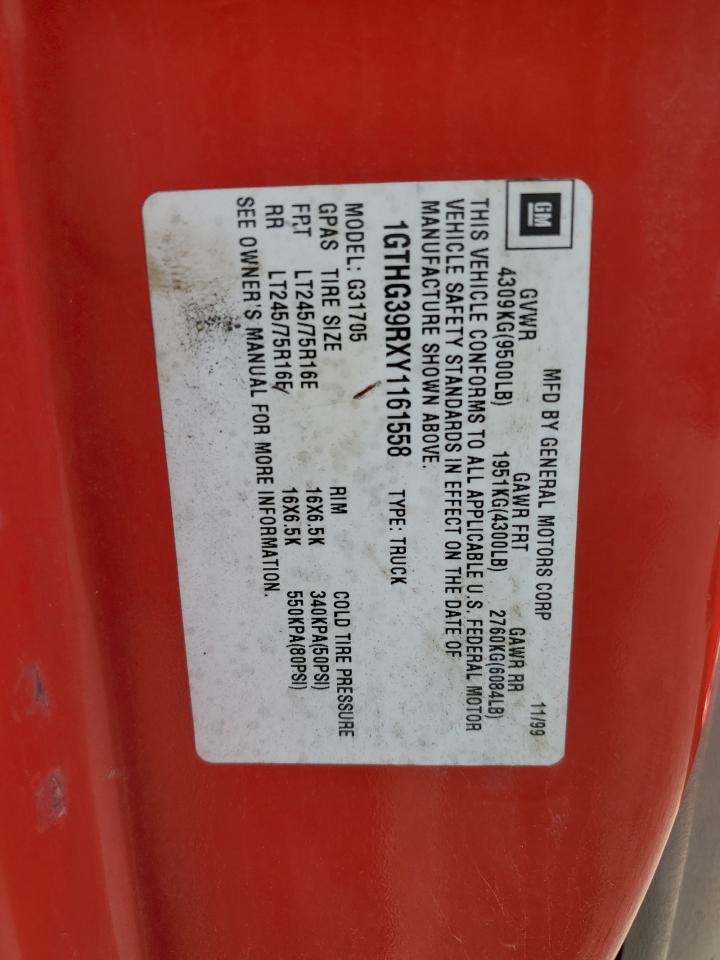 GM
MFD BY GENERAL MOTORS CORP 11/99
GVWR GAWR FRT GAWR RR
4309KG(9500LB) 1951KG(4300LB) 2760KG(6084LB)
THIS VEHICLE CONFORMS TO ALL APPLICABLE U.S. FEDERAL MOTOR
VEHICLE SAFETY STANDARDS IN EFFECT ON THE DATE OF
MANUFACTURE SHOWN ABOVE.
1GTHG39RXY1161558 TYPE: TRUCK
MODEL: G31705
GPAS TIRE SIZE RIM COLD TIRE PRESSURE
FRT LT245/75R16E 16X6.5K 340KPA(50PSI)
RR LT245/75R16E 16X6.5K 550KPA(80PSI)
SEE OWNER'S MANUAL FOR MORE INFORMATION.